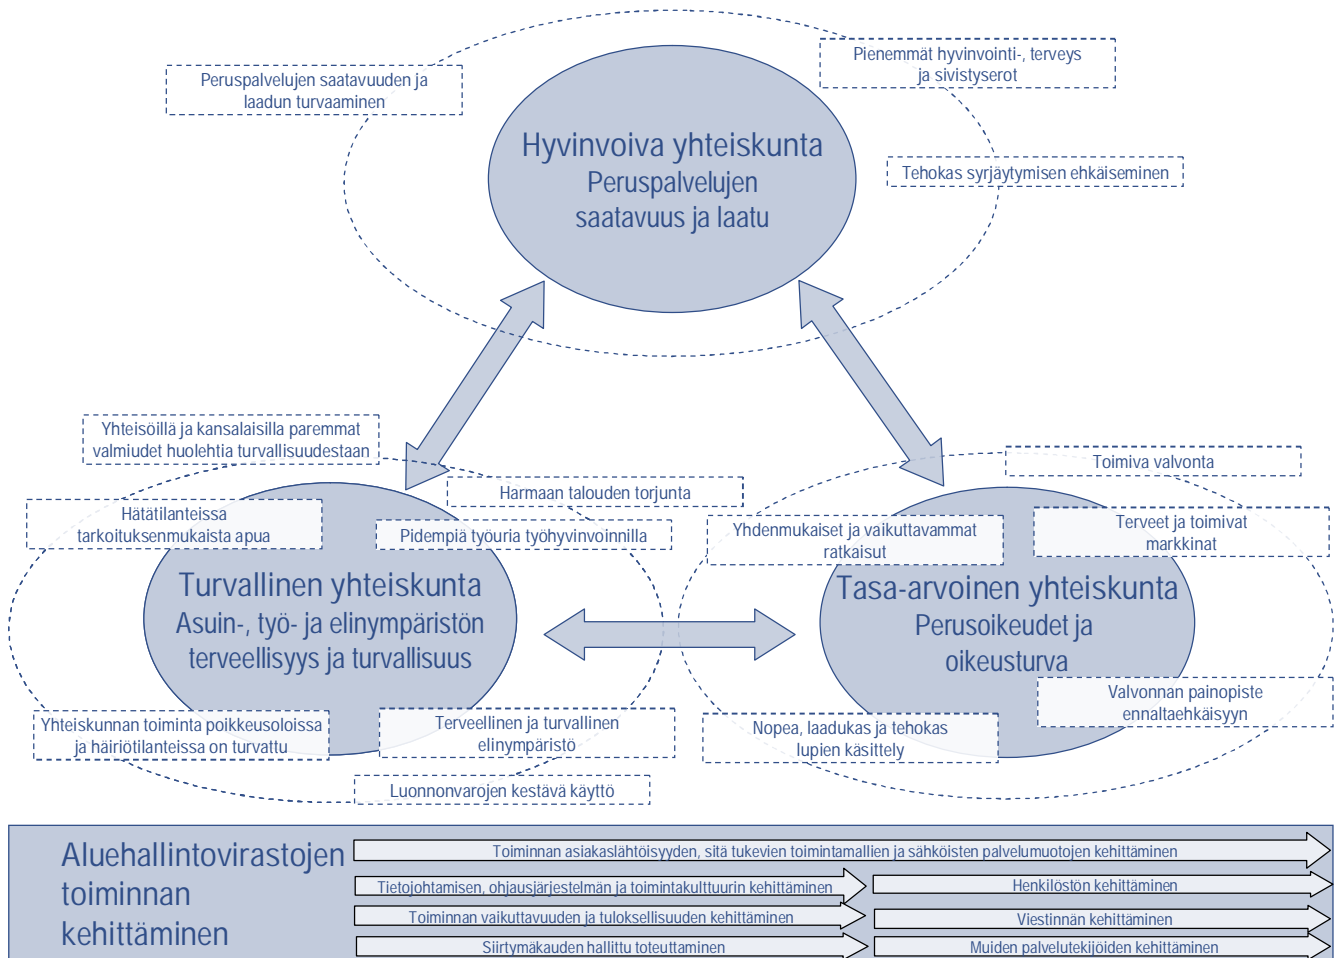 Peruspalvelujen saatavuuden ja
laadun turvaaminen
Pienemmät hyvinvointi-, terveys
ja sivistyserot
Hyvinvoiva yhteiskunta
Peruspalvelujen
saatavuus ja laatu
Tehokas syrjäytymisen ehkäiseminen
Yhteisöillä ja kansalaisilla paremmat
valmiudet huolehtia turvallisuudestaan
Harmaan talouden torjunta
Hätätilanteissa
tarkoituksenmukaista apua
Pidempiä työuria työhyvinvoinnilla
Turvallinen yhteiskunta
Asuin-, työ- ja elinympäristön
terveellisyys ja turvallisuus
Yhteiskunnan toiminta poikkeusoloissa
ja häiriötilanteissa on turvattu
Terveellinen ja turvallinen
elinympäristö
Luonnonvarojen kestävä käyttö
Toimiva valvonta
Yhdenmukaiset ja vaikuttavammat
ratkaisut
Terveet ja toimivat
markkinat
Tasa-arvoinen yhteiskunta
Perusoikeudet ja
oikeusturva
Valvonnan painopiste
ennaltaehkäisyyn
Nopea, laadukas ja tehokas
lupien käsittely
Aluehallintovirastojen
toiminnan
kehittäminen
Toiminnan asiakaslähtöisyyden, sitä tukevien toimintamallien ja sähköisten palvelumuotojen kehittäminen
Tietojohtamisen, ohjausjärjestelmän ja toimintakulttuurin kehittäminen
Henkilöstön kehittäminen
Toiminnan vaikuttavuuden ja tuloksellisuuden kehittäminen
Viestinnän kehittäminen
Siirtymäkauden hallittu toteuttaminen
Muiden palvelutekijöiden kehittäminen